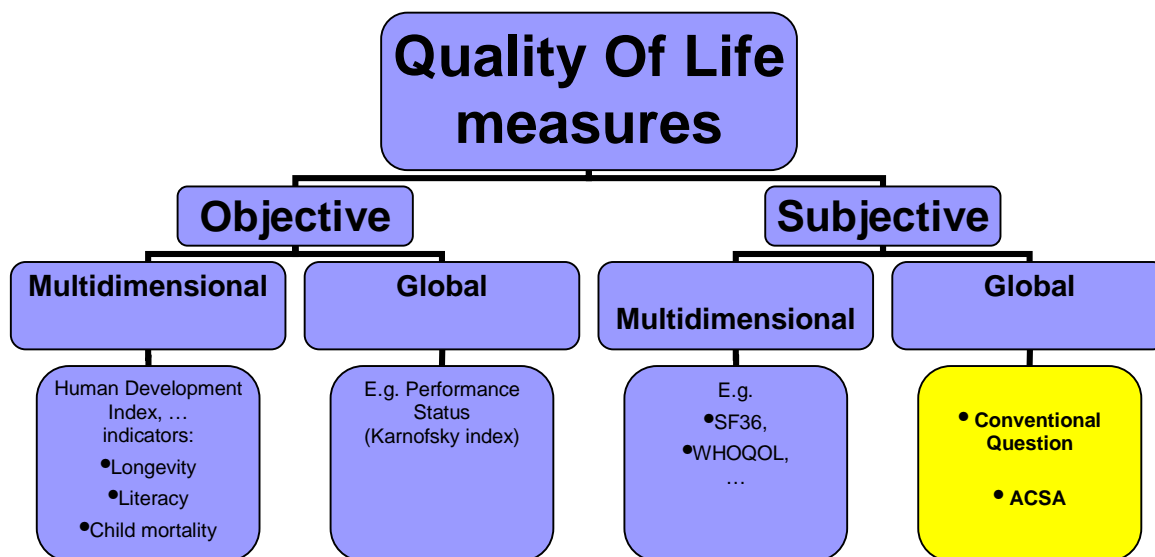 Quality Of Life
measures
Objective
Subjective
Multidimensional
Global
Multidimensional
Global
Human Development
Index, …
indicators:
•Longevity
•Literacy
•Child mortality
E.g. Performance
Status
(Karnofsky index)
E.g.
•SF36,
•WHOQOL,
…
• Conventional
Question
• ACSA